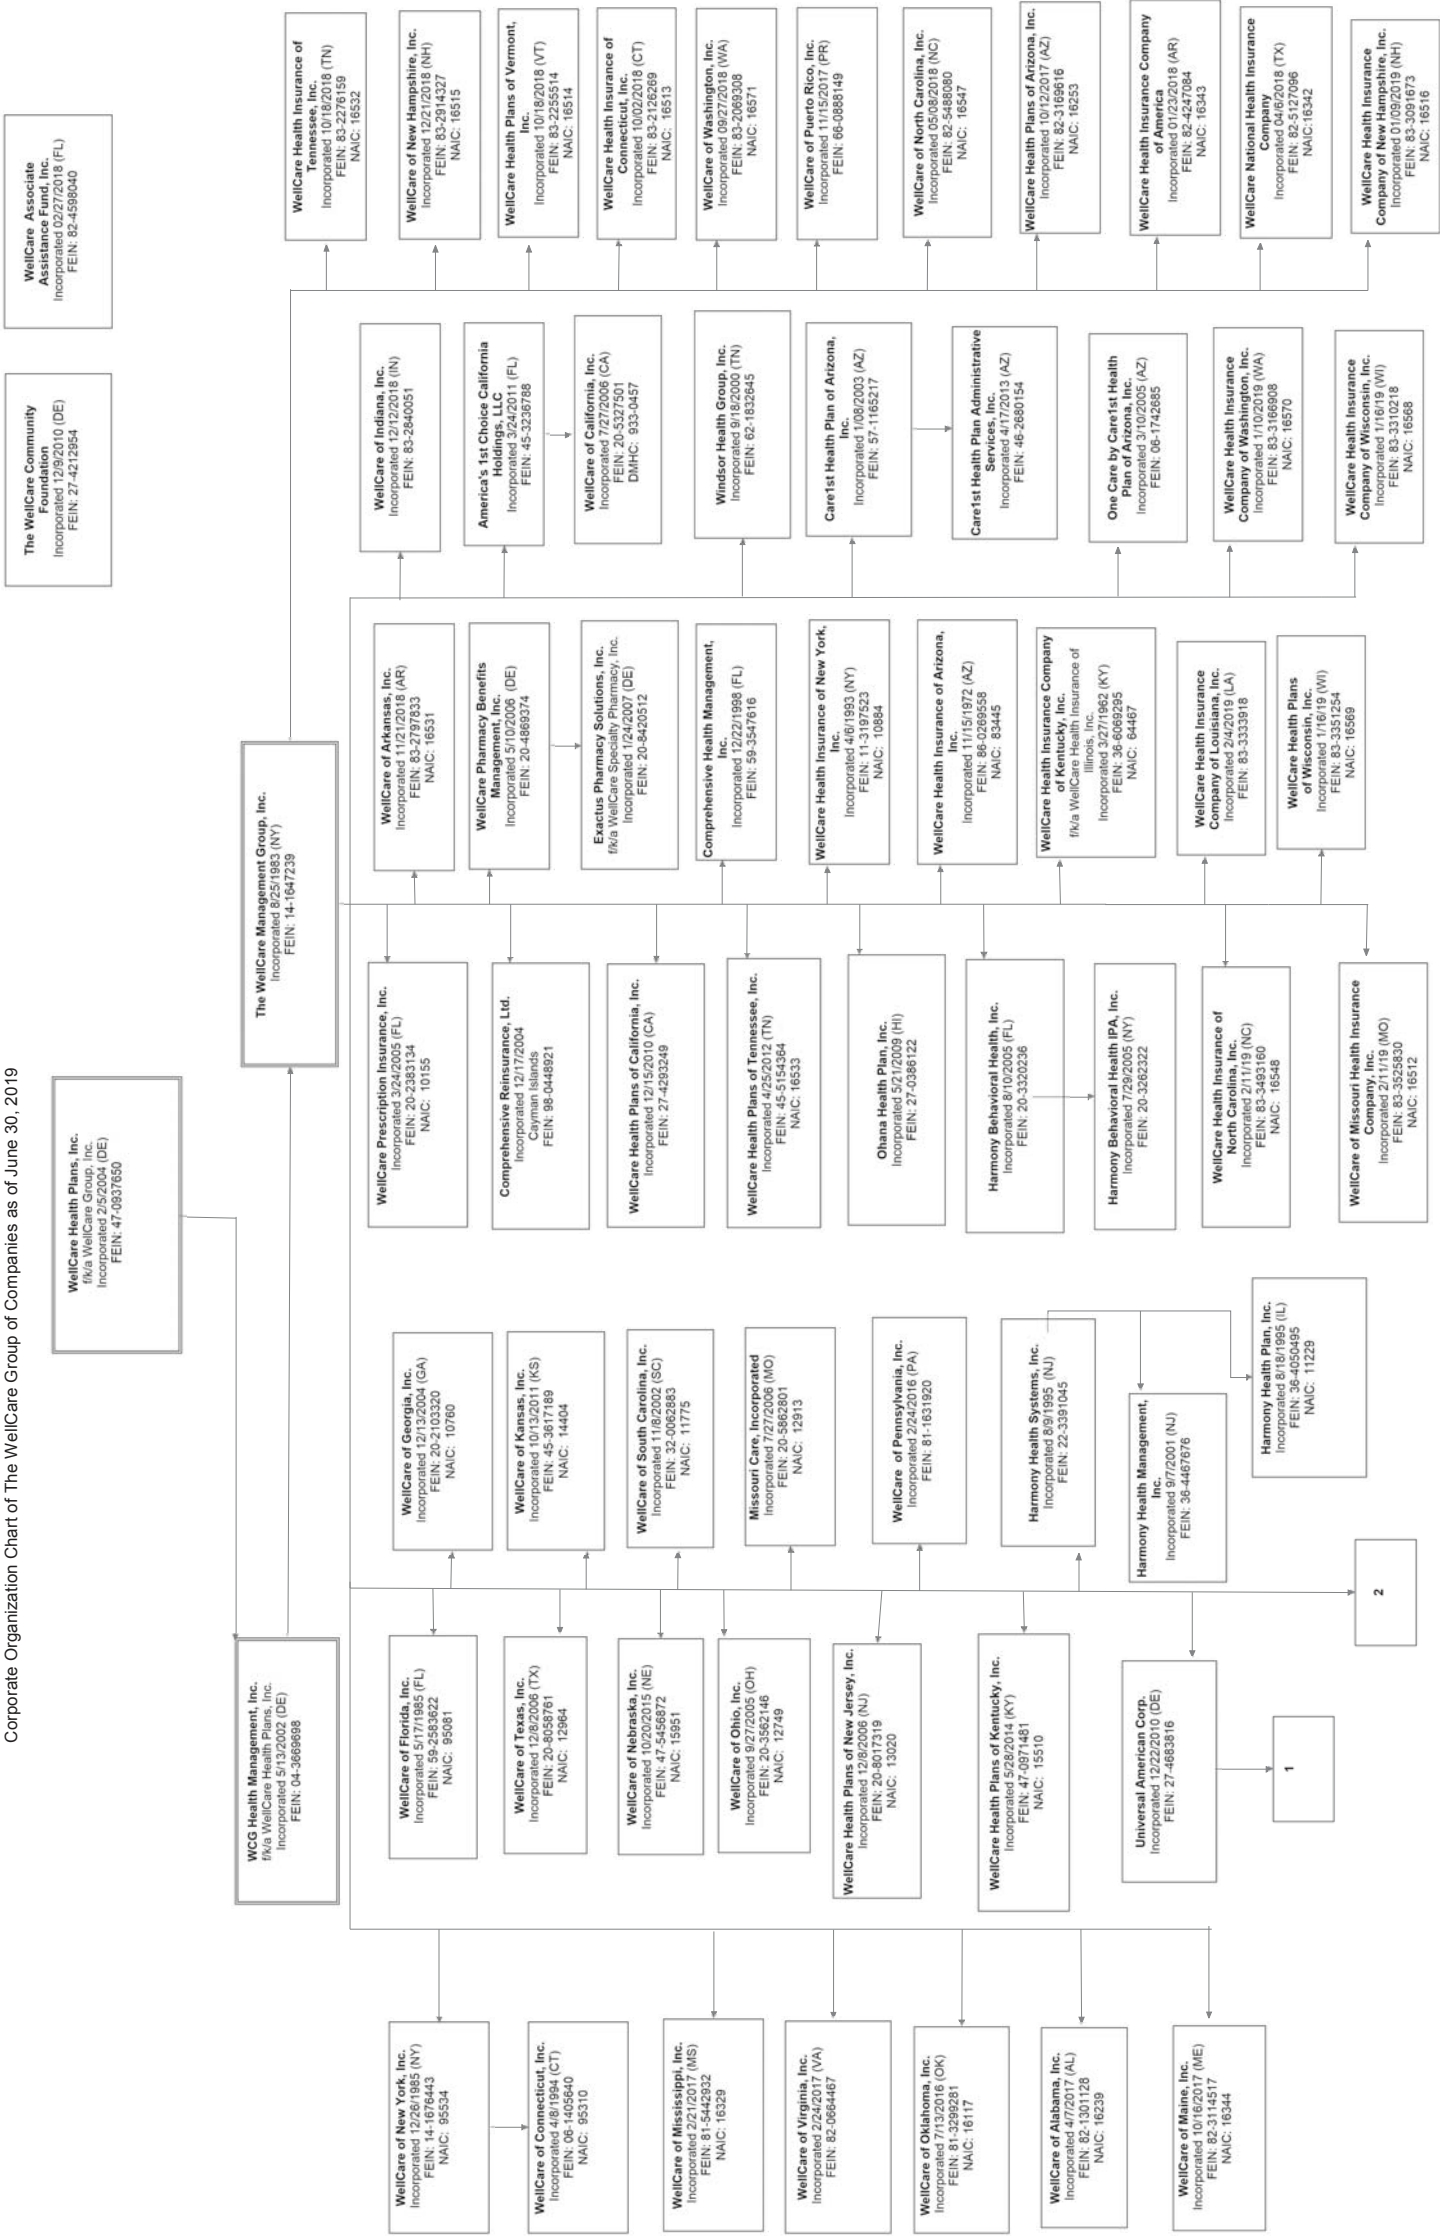 Corporate Organization Chart of The WellCare Group of Companies as of June 30, 2019
WellCare Health Plans, Inc.
f/k/a WellCare Group, Inc.
Incorporated 2/5/2004 (DE)
FEIN: 47-0937650
The WellCare Community
Foundation
Incorporated 12/9/2010 (DE)
FEIN: 27-4212954
WellCare Associate
Assistance Fund, Inc.
Incorporated 02/27/2018 (FL)
FEIN: 82-4598040
WCG Health Management, Inc.
f/k/a WellCare Health Plans, Inc.
Incorporated 5/13/2002 (DE)
FEIN: 04-3669698
The WellCare Management Group, Inc.
Incorporated 8/25/1983 (NY)
FEIN: 14-1647239
WellCare of New York, Inc.
Incorporated 12/26/1985 (NY)
FEIN: 14-1676443
NAIC: 95534
WellCare of Connecticut, Inc.
Incorporated 4/8/1994 (CT)
FEIN: 06-1405640
NAIC: 95310
WellCare of Mississippi, Inc.
Incorporated 2/21/2017 (MS)
FEIN: 81-5442932
NAIC: 16329
WellCare of Virginia, Inc.
Incorporated 2/24/2017 (VA)
FEIN: 82-0664467
WellCare of Oklahoma, Inc.
Incorporated 7/13/2016 (OK)
FEIN: 81-3299281
NAIC: 16117
WellCare of Alabama, Inc.
Incorporated 4/7/2017 (AL)
FEIN: 82-1301128
NAIC: 16239
WellCare of Maine, Inc.
Incorporated 10/16/2017 (ME)
FEIN: 82-3114517
NAIC: 16344
WellCare of Florida, Inc.
Incorporated 5/17/1985 (FL)
FEIN: 59-2583622
NAIC: 95081
WellCare of Texas, Inc.
Incorporated 12/8/2006 (TX)
FEIN: 20-8058761
NAIC: 12964
WellCare of Nebraska, Inc.
Incorporated 10/20/2015 (NE)
FEIN: 47-5456872
NAIC: 15951
WellCare of Ohio, Inc.
Incorporated 9/27/2005 (OH)
FEIN: 20-3562146
NAIC: 12749
WellCare Health Plans of New Jersey, Inc.
Incorporated 12/8/2006 (NJ)
FEIN: 20-8017319
NAIC: 13020
WellCare Health Plans of Kentucky, Inc.
Incorporated 5/28/2014 (KY)
FEIN: 47-0971481
NAIC: 15510
Universal American Corp.
Incorporated 12/22/2010 (DE)
FEIN: 27-4683816
1
WellCare of Georgia, Inc.
Incorporated 12/13/2004 (GA)
FEIN: 20-2103320
NAIC: 10760
WellCare of Kansas, Inc.
Incorporated 10/13/2011 (KS)
FEIN: 45-3617189
NAIC: 14404
WellCare of South Carolina, Inc.
Incorporated 11/8/2002 (SC)
FEIN: 32-0062883
NAIC: 11775
Missouri Care, Incorporated
Incorporated 7/27/2006 (MO)
FEIN: 20-5862801
NAIC: 12913
WellCare of Pennsylvania, Inc.
Incorporated 2/24/2016 (PA)
FEIN: 81-1631920
Harmony Health Systems, Inc.
Incorporated 8/9/1995 (NJ)
FEIN: 22-3391045
Harmony Health Management,
Inc.
Incorporated 9/7/2001 (NJ)
FEIN: 36-4467676
Harmony Health Plan, Inc.
Incorporated 8/18/1995 (IL)
FEIN: 36-4050495
NAIC: 11229
2
WellCare Prescription Insurance, Inc.
Incorporated 3/24/2005 (FL)
FEIN: 20-2383134
NAIC: 10155
Comprehensive Reinsurance, Ltd.
Incorporated 12/17/2004
Cayman Islands
FEIN: 98-0448921
WellCare Health Plans of California, Inc.
Incorporated 12/15/2010 (CA)
FEIN: 27-4293249
WellCare Health Plans of Tennessee, Inc.
Incorporated 4/25/2012 (TN)
FEIN: 45-5154364
NAIC: 16533
Ohana Health Plan, Inc.
Incorporated 5/21/2009 (HI)
FEIN: 27-0386122
Harmony Behavioral Health, Inc.
Incorporated 8/10/2005 (FL)
FEIN: 20-3320236
Harmony Behavioral Health IPA, Inc.
Incorporated 7/29/2005 (NY)
FEIN: 20-3262322
WellCare Health Insurance of
North Carolina, Inc.
Incorporated 2/11/19 (NC)
FEIN: 83-3493160
NAIC: 16548
WellCare of Missouri Health Insurance
Company, Inc.
Incorporated 2/11/19 (MO)
FEIN: 83-3525830
NAIC: 16512
WellCare of Arkansas, Inc.
Incorporated 11/21/2018 (AR)
FEIN: 83-2797833
NAIC: 16531
WellCare Pharmacy Benefits
Management, Inc.
Incorporated 5/10/2006 (DE)
FEIN: 20-4869374
Exactus Pharmacy Solutions, Inc.
f/k/a WellCare Specialty Pharmacy, Inc.
Incorporated 1/24/2007 (DE)
FEIN: 20-8420512
Comprehensive Health Management,
Inc.
Incorporated 12/22/1998 (FL)
FEIN: 59-3547616
WellCare Health Insurance of New York,
Inc.
Incorporated 4/6/1993 (NY)
FEIN: 11-3197523
NAIC: 10884
WellCare Health Insurance of Arizona,
Inc.
Incorporated 11/15/1972 (AZ)
FEIN: 86-0269558
NAIC: 83445
WellCare Health Insurance Company
of Kentucky, Inc.
f/k/a WellCare Health Insurance of
Illinois, Inc.
Incorporated 3/27/1962 (KY)
FEIN: 36-6069295
NAIC: 64467
WellCare Health Insurance
Company of Louisiana, Inc.
Incorporated 2/4/2019 (LA)
FEIN: 83-3333918
WellCare Health Plans
of Wisconsin, Inc.
Incorporated 1/16/19 (WI)
FEIN: 83-3351254
NAIC: 16569
WellCare of Indiana, Inc.
Incorporated 12/12/2018 (IN)
FEIN: 83-2840051
America's 1st Choice California
Holdings, LLC
Incorporated 3/24/2011 (FL)
FEIN: 45-3236788
WellCare of California, Inc.
Incorporated 7/27/2006 (CA)
FEIN: 20-5327501
DMHC: 933-0457
Windsor Health Group, Inc.
Incorporated 9/18/2000 (TN)
FEIN: 62-1832645
Care1st Health Plan of Arizona,
Inc.
Incorporated 1/08/2003 (AZ)
FEIN: 57-1165217
Care1st Health Plan Administrative
Services, Inc.
Incorporated 4/17/2013 (AZ)
FEIN: 46-2680154
One Care by Care1st Health
Plan of Arizona, Inc.
Incorporated 3/10/2005 (AZ)
FEIN: 06-1742685
WellCare Health Insurance
Company of Washington, Inc.
Incorporated 1/10/2019 (WA)
FEIN: 83-3166908
NAIC: 16570
WellCare Health Insurance
Company of Wisconsin, Inc.
Incorporated 1/16/19 (WI)
FEIN: 83-3310218
NAIC: 16568
WellCare Health Insurance of
Tennessee, Inc.
Incorporated 10/18/2018 (TN)
FEIN: 83-2276159
NAIC: 16532
WellCare of New Hampshire, Inc.
Incorporated 12/21/2018 (NH)
FEIN: 83-2914327
NAIC: 16515
WellCare Health Plans of Vermont,
Inc.
Incorporated 10/18/2018 (VT)
FEIN: 83-2255514
NAIC: 16514
WellCare Health Insurance of
Connecticut, Inc.
Incorporated 10/02/2018 (CT)
FEIN: 83-2126269
NAIC: 16513
WellCare of Washington, Inc.
Incorporated 09/27/2018 (WA)
FEIN: 83-2069308
NAIC: 16571
WellCare of Puerto Rico, Inc.
Incorporated 11/15/2017 (PR)
FEIN: 66-0888149
WellCare of North Carolina, Inc.
Incorporated 05/08/2018 (NC)
FEIN: 82-5488080
NAIC: 16547
WellCare Health Plans of Arizona, Inc.
Incorporated 10/12/2017 (AZ)
FEIN: 82-3169616
NAIC: 16253
WellCare Health Insurance Company
of America
Incorporated 01/23/2018 (AR)
FEIN: 82-4247084
NAIC: 16343
WellCare National Health Insurance
Company
Incorporated 04/6/2018 (TX)
FEIN: 82-5127096
NAIC:16342
WellCare Health Insurance
Company of New Hampshire, Inc.
Incorporated 01/09/2019 (NH)
FEIN: 83-3091673
NAIC: 16516